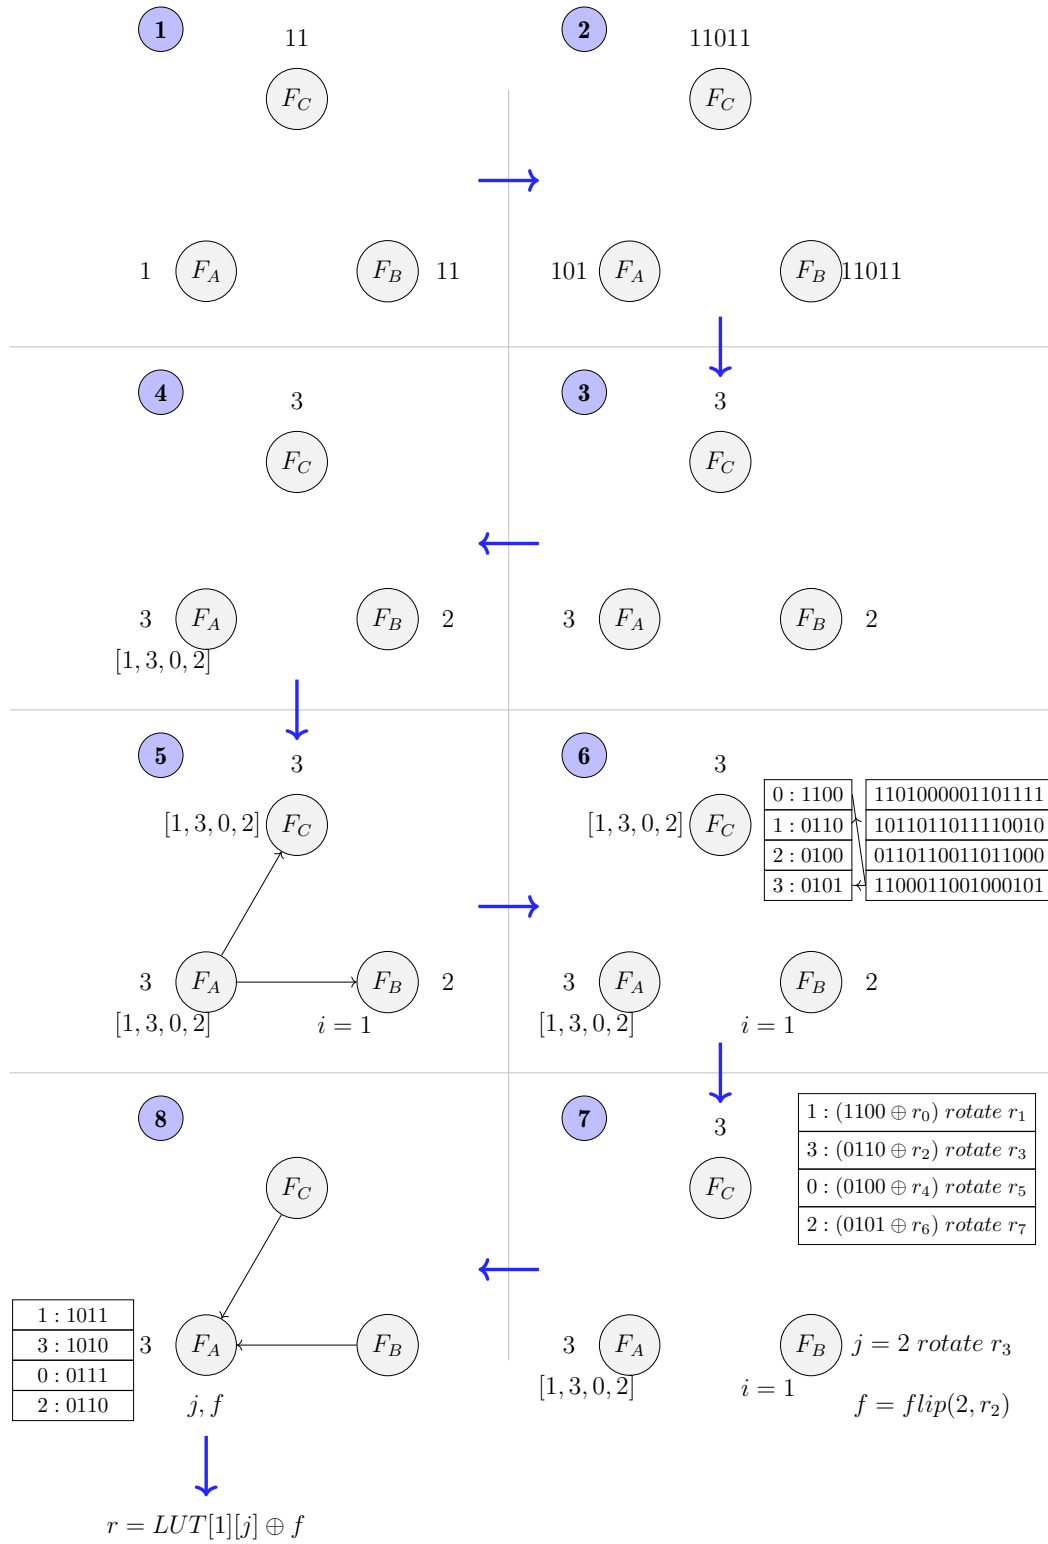 1
11
F_C
1
F_A
F_B
11
2
11011
F_C
101
F_A
F_B
11011
4
3
F_C
3
F_A
F_B
2
[1, 3, 0, 2]
3
3
F_C
3
F_A
F_B
2
5
3
[1, 3, 0, 2]
F_C
3
F_A
F_B
2
[1, 3, 0, 2]
i = 1
6
3
[1, 3, 0, 2]
F_C
0 : 1100
1 : 0110
2 : 0100
3 : 0101
1101000001101111
1011011011110010
0110110011011000
1100011001000101
3
F_A
F_B
2
[1, 3, 0, 2]
i = 1
8
F_C
1 : 1011
3 : 1010
0 : 0111
2 : 0110
3
F_A
F_B
j, f
r = LUT[1][j] ⊕ f
7
3
F_C
1 : (1100 ⊕ r_0) rotate r_1
3 : (0110 ⊕ r_2) rotate r_3
0 : (0100 ⊕ r_4) rotate r_5
2 : (0101 ⊕ r_6) rotate r_7
3
F_A
F_B
j = 2 rotate r_3
[1, 3, 0, 2]
i = 1
f = flip(2, r_2)